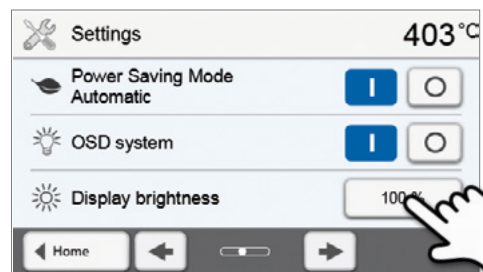 Settings
403°C
Power Saving Mode
Automatic
I O
OSD system
I O
Display brightness
100 %
Home